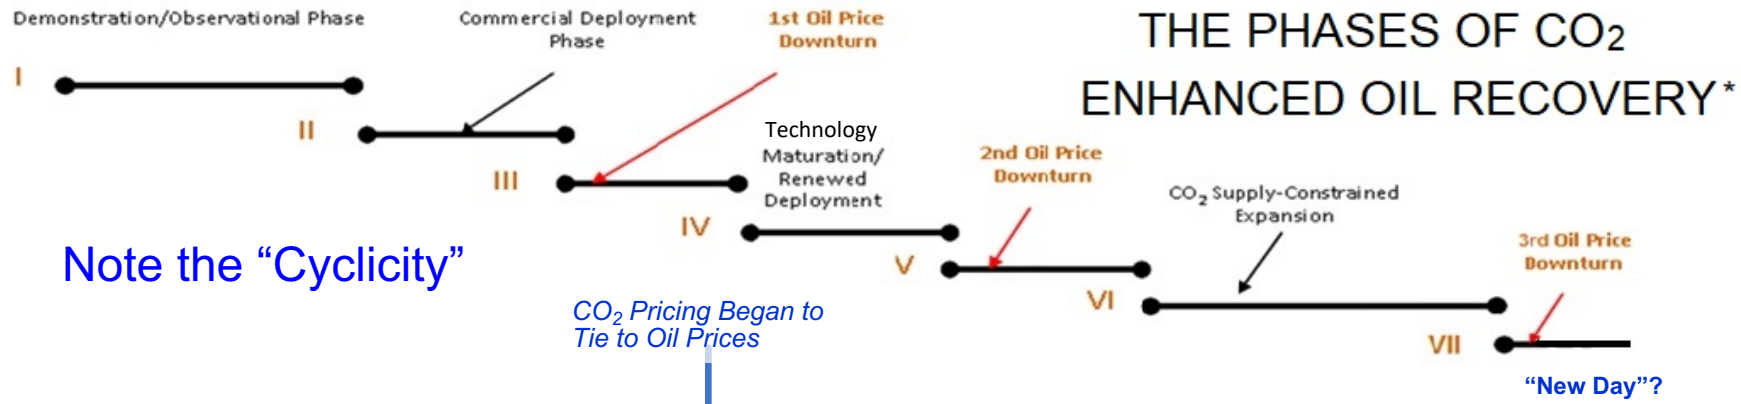 Demonstration/Observational Phase
Commercial Deployment
Phase
1st Oil Price
Downturn
THE PHASES OF CO2
ENHANCED OIL RECOVERY*
I
II
III
Technology
Maturation/
Renewed
Deployment
2nd Oil Price
Downturn
CO2 Supply-Constrained
Expansion
IV
3rd Oil Price
Downturn
Note the “Cyclicity”
V
VI
CO2 Pricing Began to
Tie to Oil Prices
VII
“New Day”?